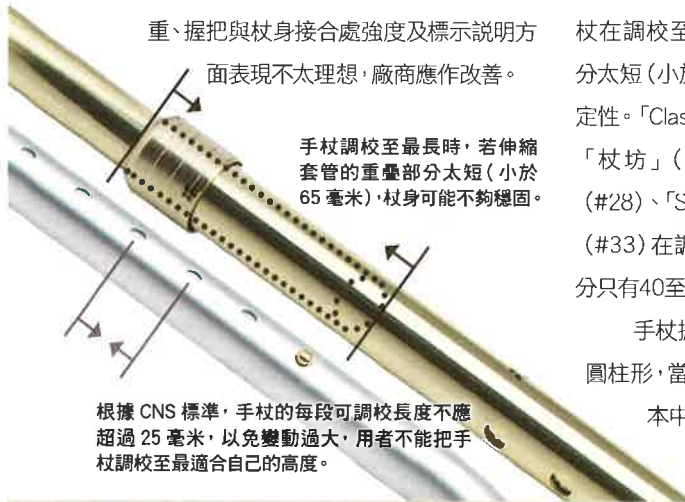 重、握把與杖身接合處強度及標示說明方
面表現不太理想，廠商應作改善。
手杖調校至最長時，若伸縮
套管的重疊部分太短（小於
65 毫米），杖身可能不夠穩固。
根據 CNS 標準，手杖的每段可調校長度不應
超過 25 毫米，以免變動過大，用者不能把手
杖調校至最適合自己的高度。
杖在調校至
分太短（小於
定性。「Clas
「杖坊」（
（#28）、「S
（#33）在調
分只有40至
手杖
圓柱形，當
本中